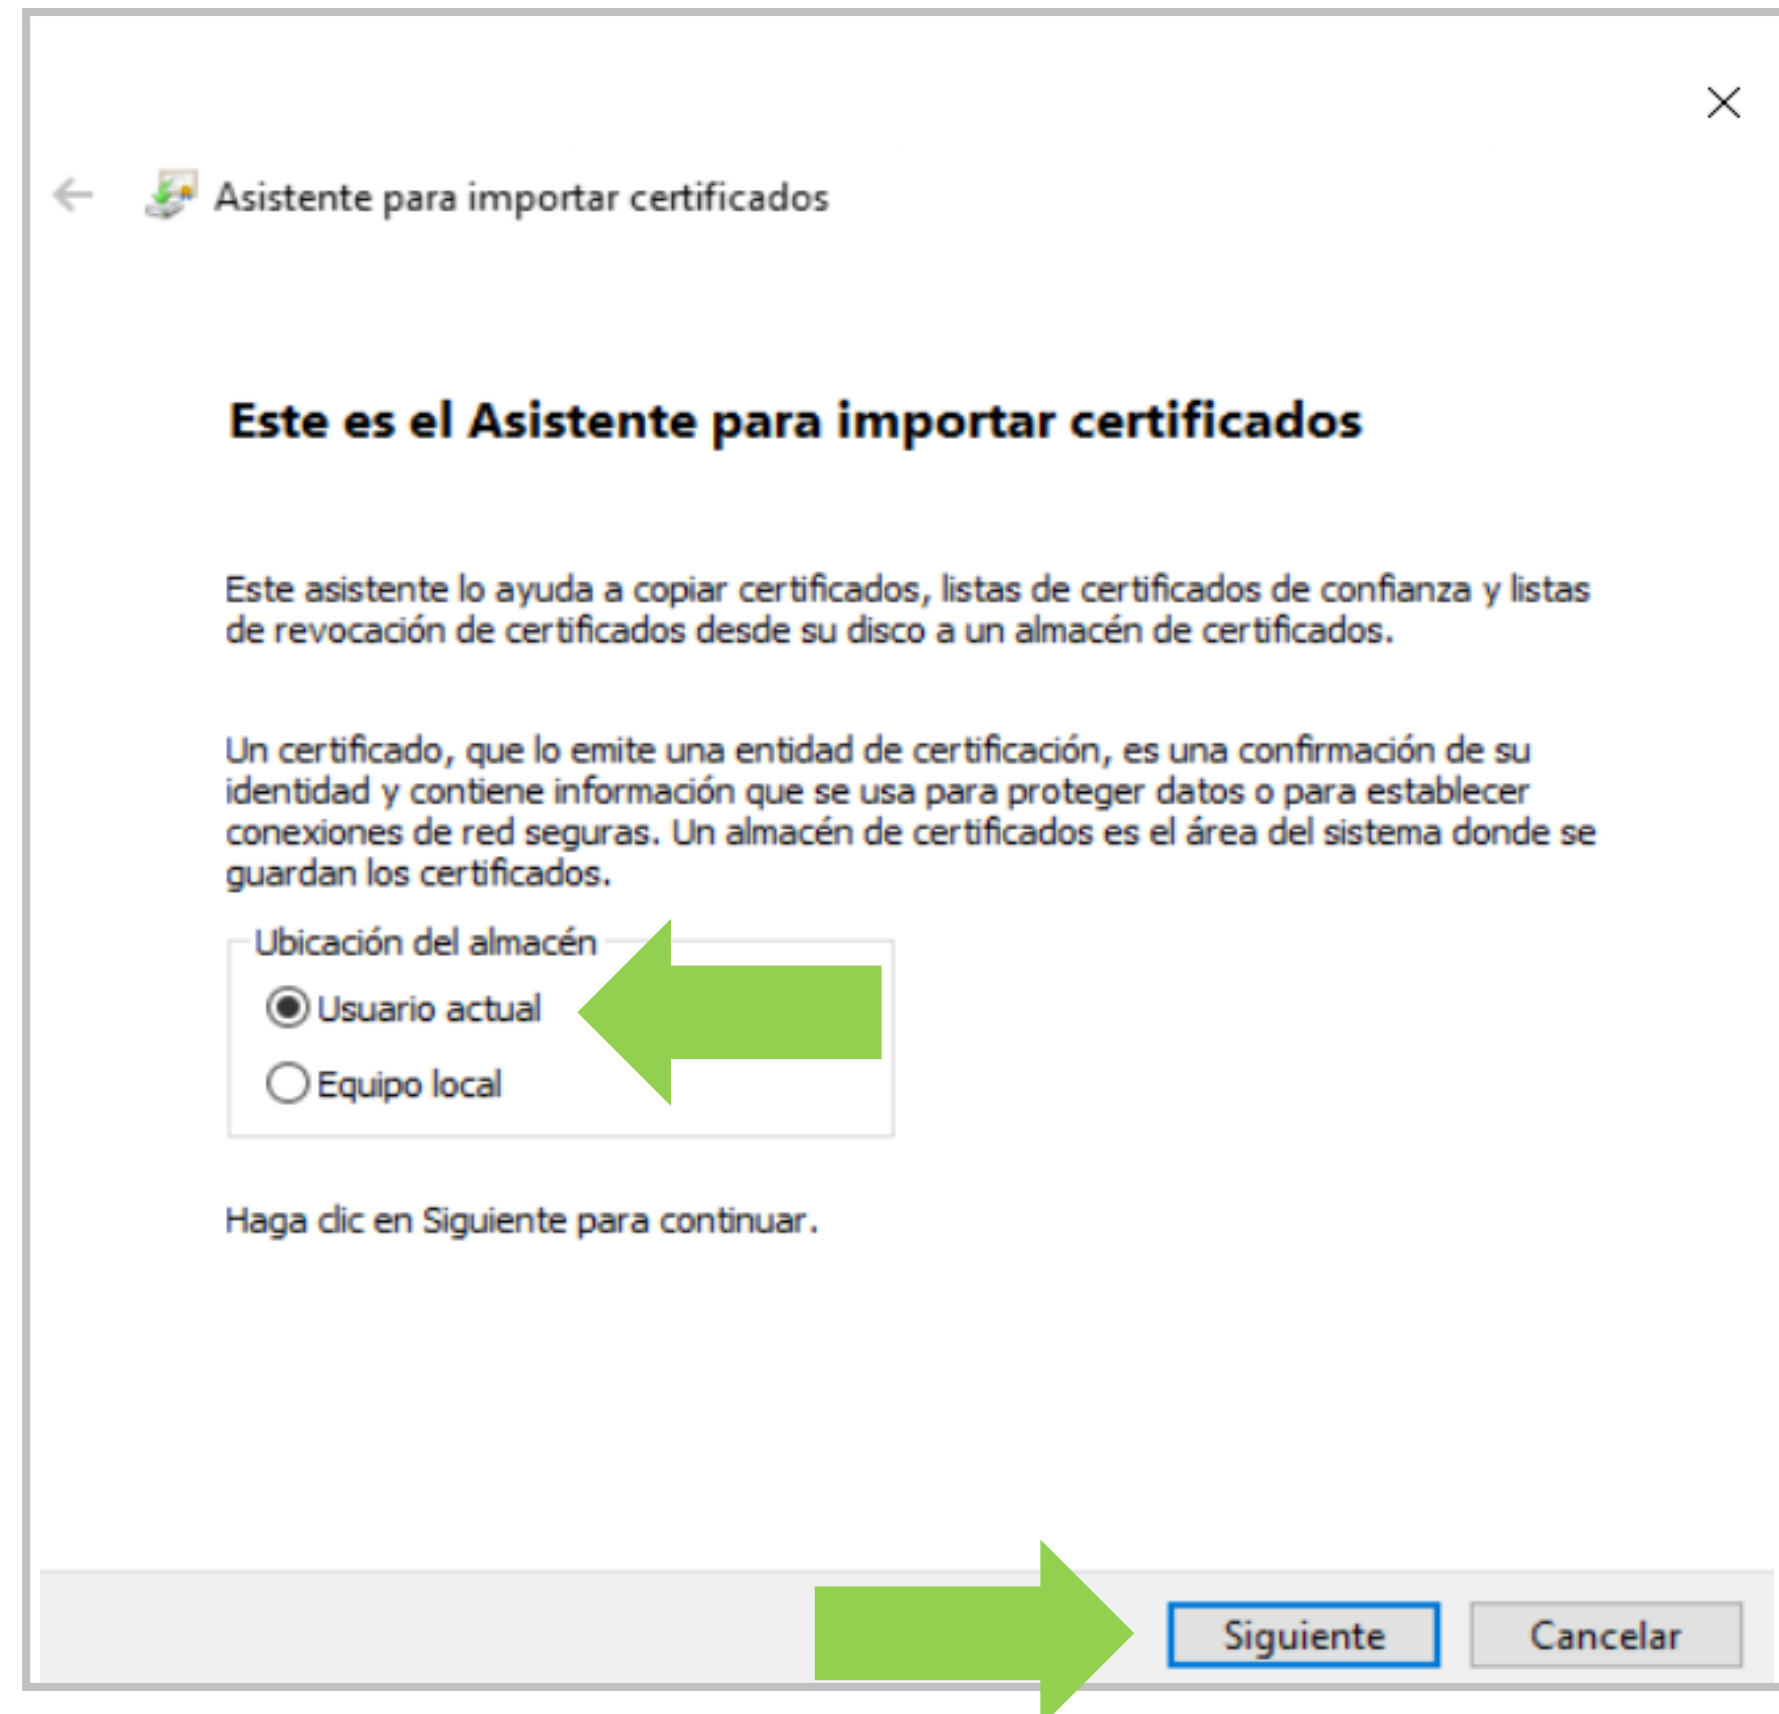 Asistente para importar certificados
Este es el Asistente para importar certificados
Este asistente lo ayuda a copiar certificados, listas de certificados de confianza y listas
de revocación de certificados desde su disco a un almacén de certificados.
Un certificado, que lo emite una entidad de certificación, es una confirmación de su
identidad y contiene información que se usa para proteger datos o para establecer
conexiones de red seguras. Un almacén de certificados es el área del sistema donde se
guardan los certificados.
Ubicación del almacén
Usuario actual
Equipo local
Haga clic en Siguiente para continuar.
Siguiente
Cancelar